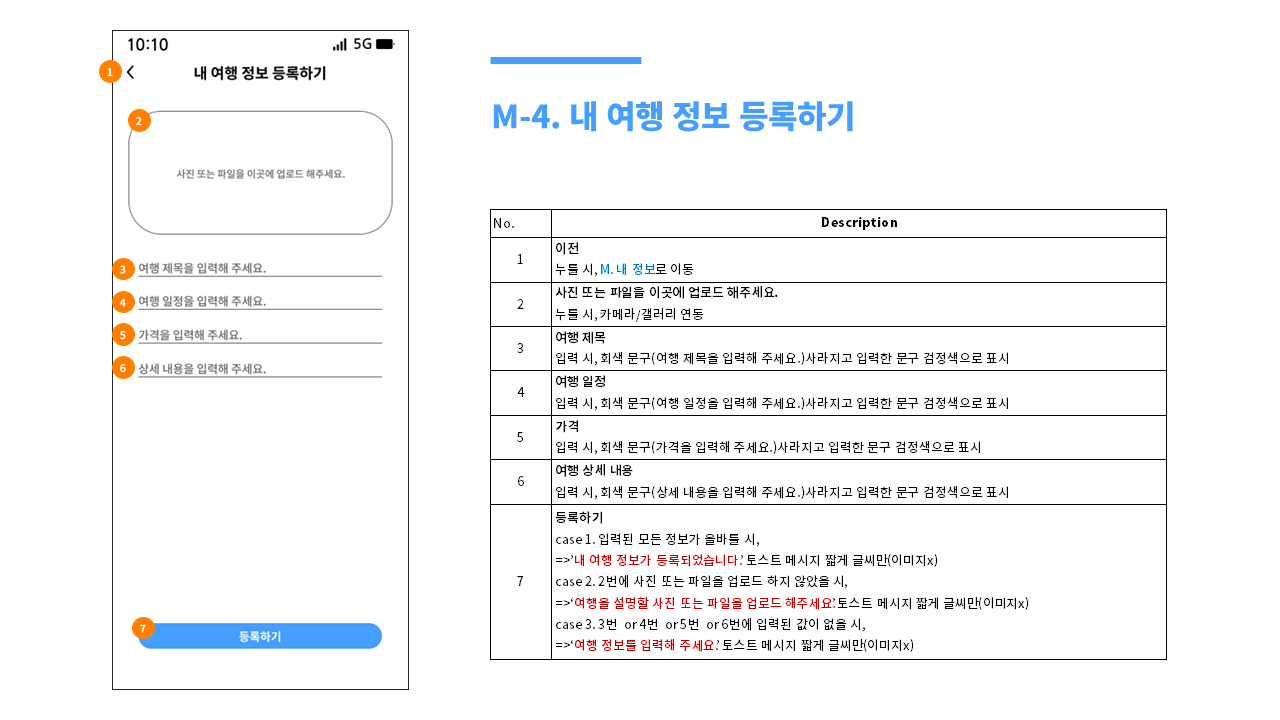 10:10
5G
1
내 여행 정보 등록하기
2
사진 또는 파일을 이곳에 업로드 해주세요.
3 여행 제목을 입력해 주세요.
4 여행 일정을 입력해 주세요.
5 가격을 입력해 주세요.
6 상세 내용을 입력해 주세요.
7
등록하기
M-4. 내 여행 정보 등록하기
No. Description
1
이전
누를 시, M. 내 정보로 이동
2
사진 또는 파일을 이곳에 업로드 해주세요.
누를 시, 카메라/갤러리 연동
3
여행 제목
입력 시, 회색 문구(여행 제목을 입력해 주세요.)사라지고 입력한 문구 검정색으로 표시
4
여행 일정
입력 시, 회색 문구(여행 일정을 입력해 주세요.)사라지고 입력한 문구 검정색으로 표시
5
가격
입력 시, 회색 문구(가격을 입력해 주세요.)사라지고 입력한 문구 검정색으로 표시
6
여행 상세 내용
입력 시, 회색 문구(상세 내용을 입력해 주세요.)사라지고 입력한 문구 검정색으로 표시
7
등록하기
case 1. 입력된 모든 정보가 올바를 시,
=>’내 여행 정보가 등록되었습니다.’ 토스트 메시지 짧게 글씨만(이미지x)
case 2. 2번에 사진 또는 파일을 업로드 하지 않았을 시,
=>‘여행을 설명할 사진 또는 파일을 업로드 해주세요.’ 토스트 메시지 짧게 글씨만(이미지x)
case 3. 3번 or 4번 or 5번 or 6번에 입력된 값이 없을 시,
=>‘여행 정보를 입력해 주세요.’ 토스트 메시지 짧게 글씨만(이미지x)